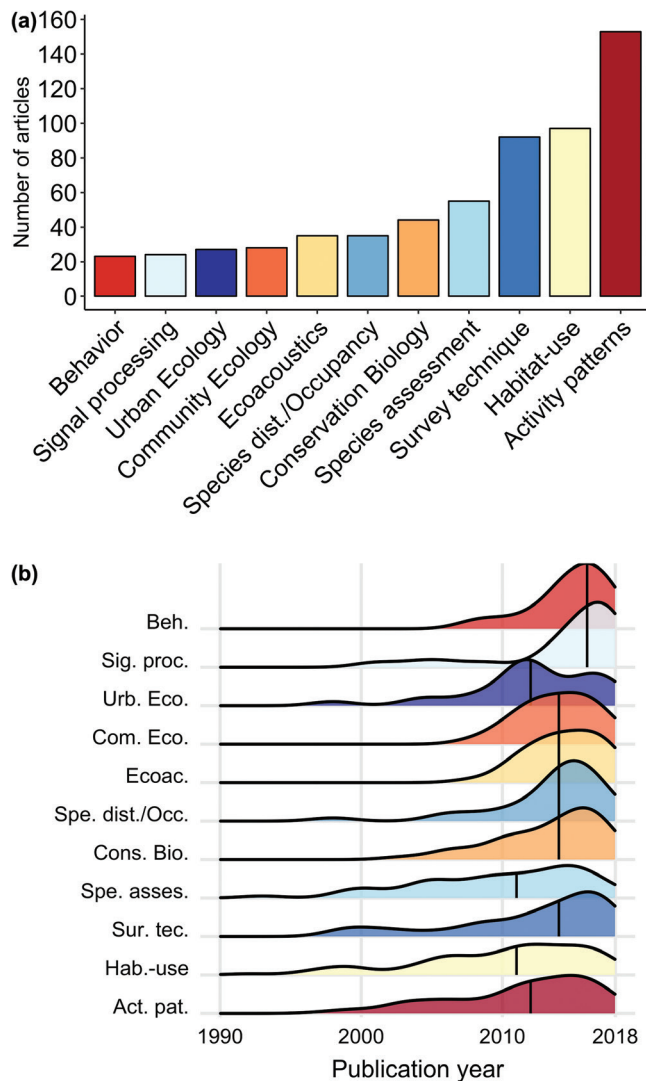 (a)
Number of articles
160
140
120
100
80
60
40
20
0
Behavior
Signal processing
Urban Ecology
Community Ecology
Ecoacoustics
Species dist./Occupancy
Conservation Biology
Species assessment
Survey technique
Habitat-use
Activity patterns
(b)
Beh.
Sig. proc.
Urb. Eco.
Com. Eco.
Ecoac.
Spe. dist./Occ.
Cons. Bio.
Spe. asses.
Sur. tec.
Hab.-use
Act. pat.
1990 2000 2010 2018
Publication year